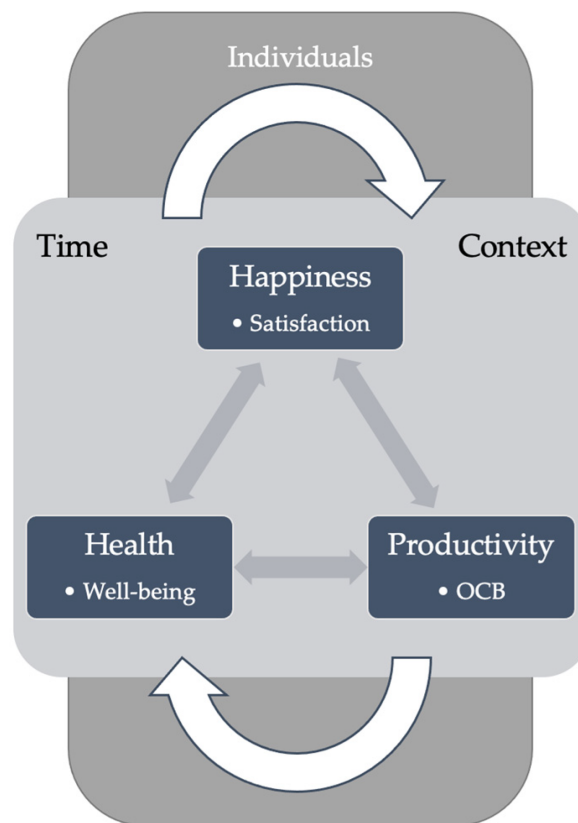 Individuals
Time
Context
Happiness
• Satisfaction
Health
• Well-being
Productivity
• OCB